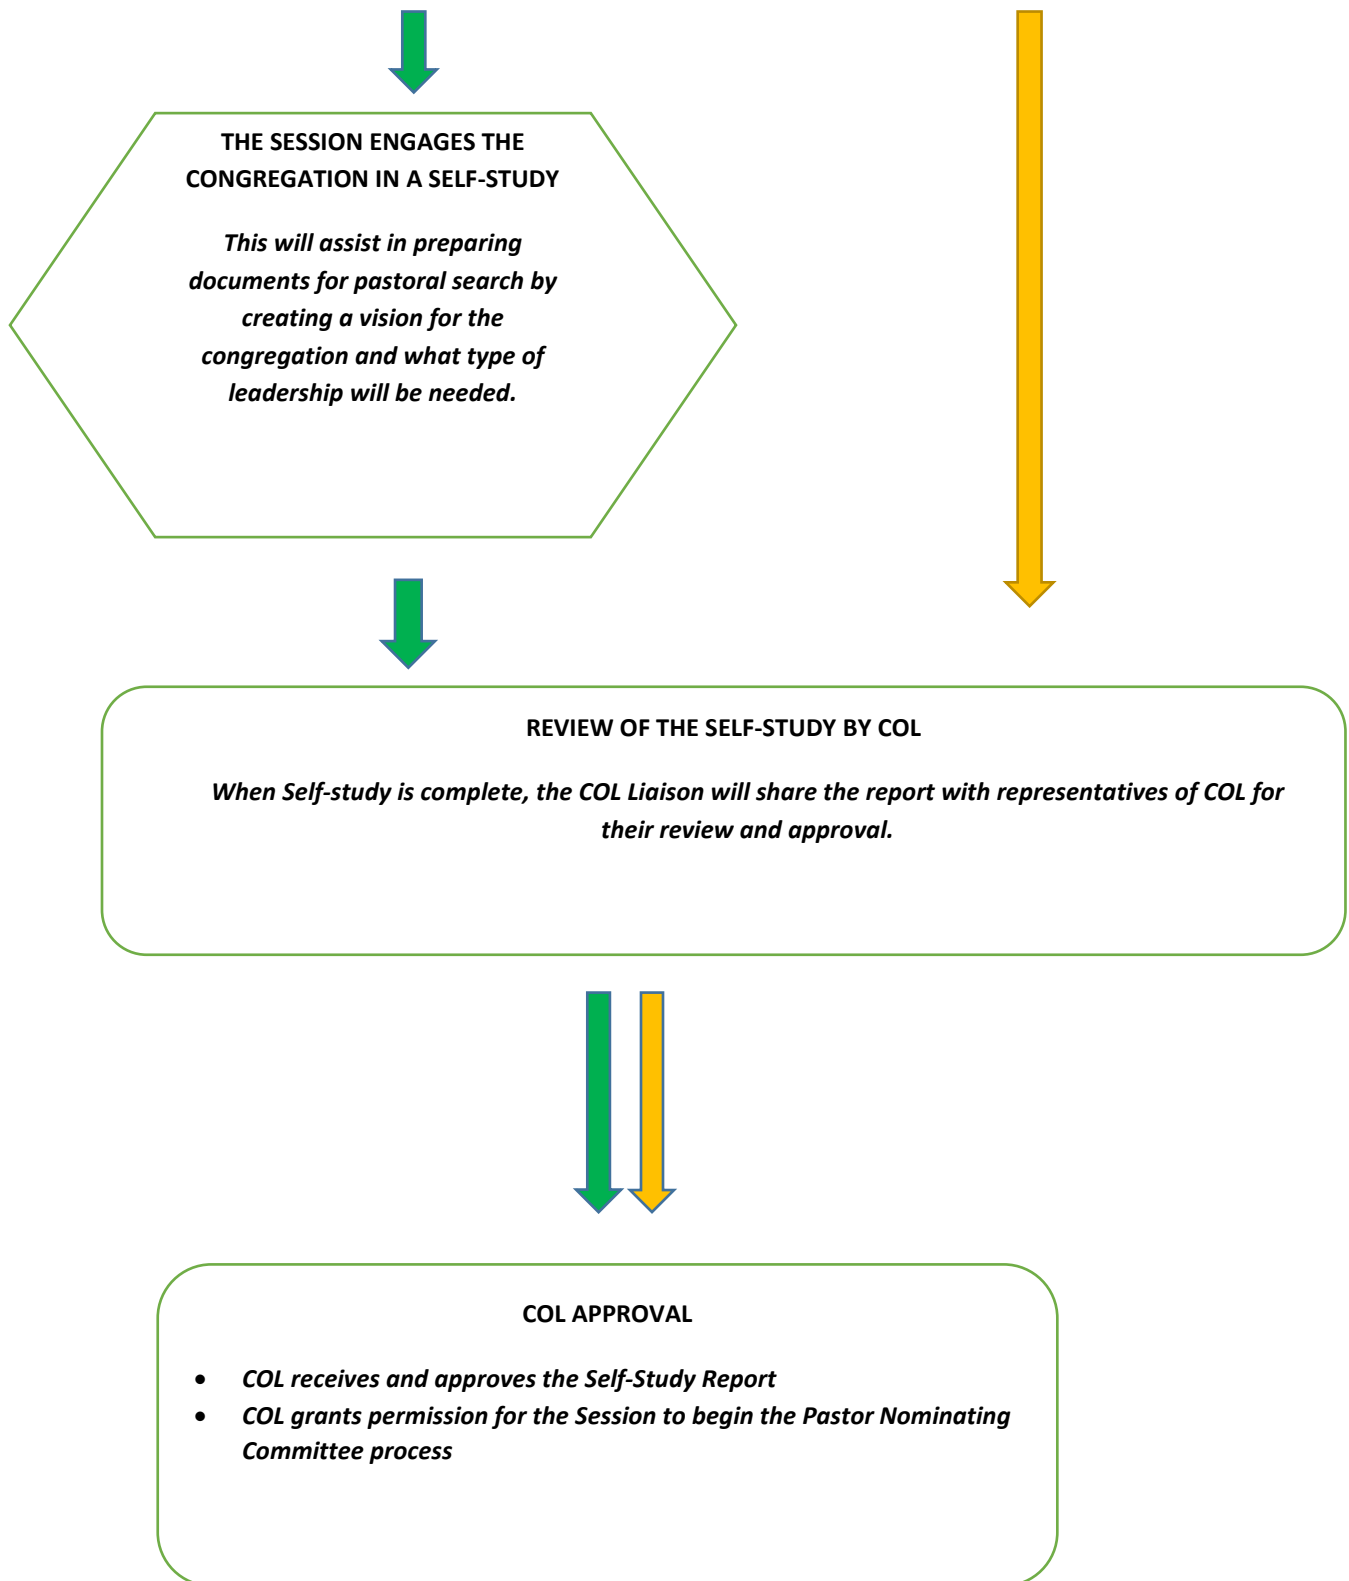 THE SESSION ENGAGES THE
CONGREGATION IN A SELF-STUDY
This will assist in preparing
documents for pastoral search by
creating a vision for the
congregation and what type of
leadership will be needed.
REVIEW OF THE SELF-STUDY BY COL
When Self-study is complete, the COL Liaison will share the report with representatives of COL for
their review and approval.
COL APPROVAL
• COL receives and approves the Self-Study Report
• COL grants permission for the Session to begin the Pastor Nominating
Committee process